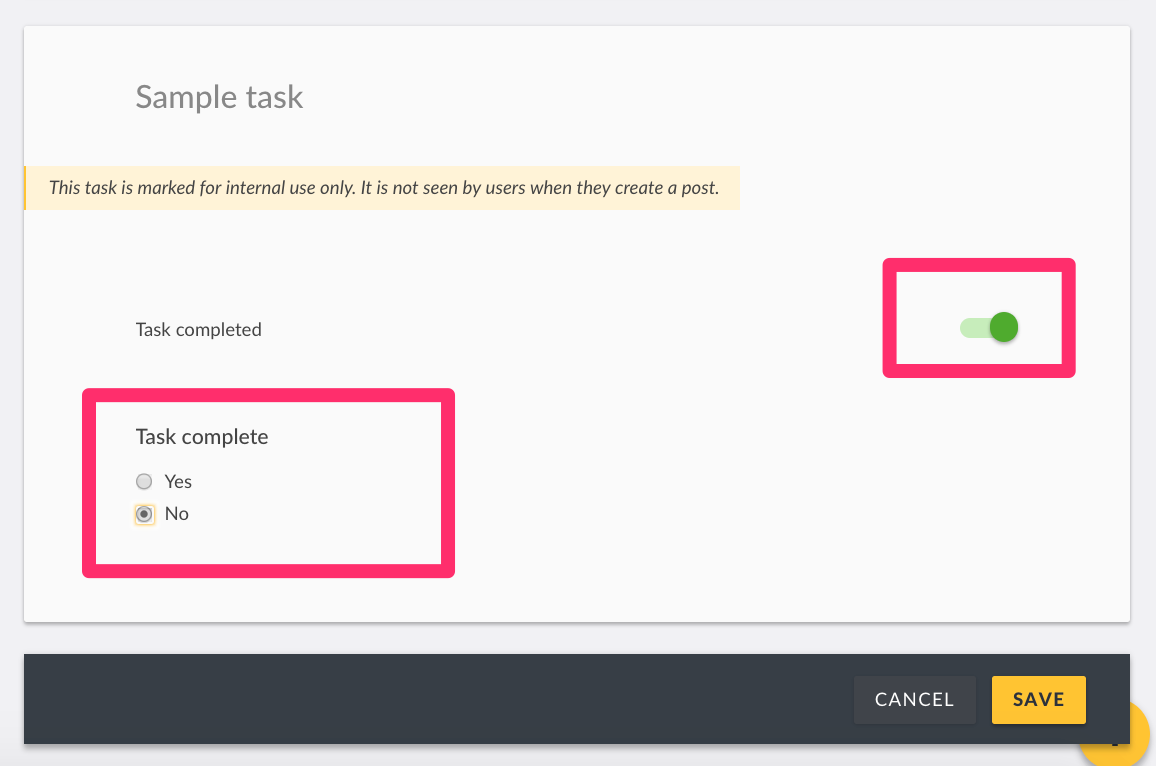 Sample task
This task is marked for internal use only. It is not seen by users when they create a post.
Task completed
Task complete
Yes
No
CANCEL
SAVE